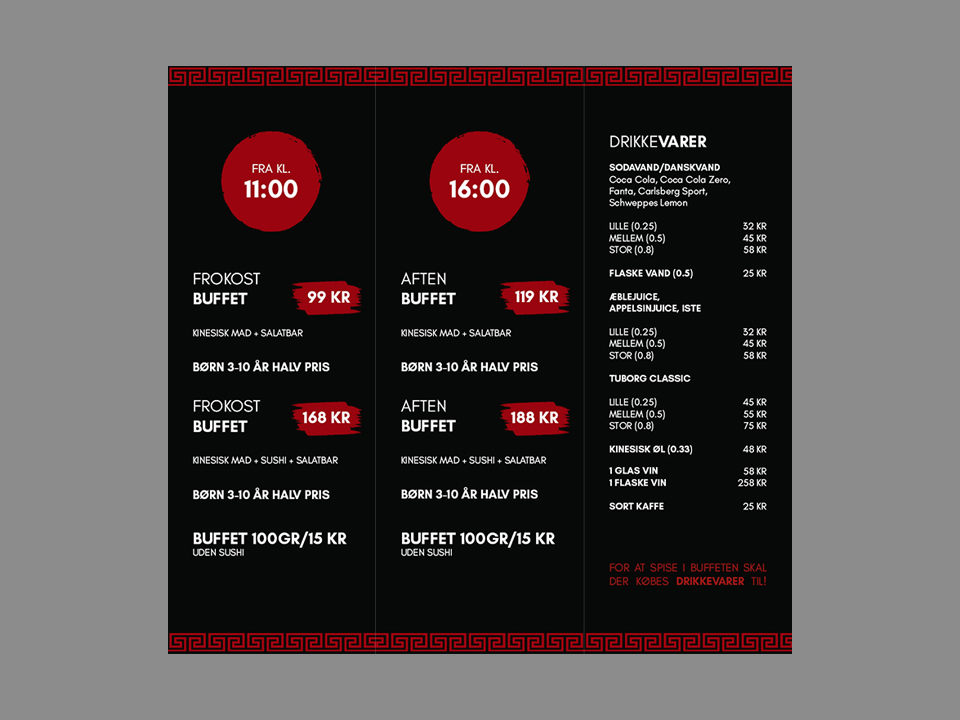 FRA KL.
11:00
FROKOST
BUFFET
99 KR
KINESISK MAD + SALATBAR
BØRN 3-10 ÅR HALV PRIS
FROKOST
BUFFET
168 KR
KINESISK MAD + SUSHI + SALATBAR
BØRN 3-10 ÅR HALV PRIS
BUFFET 100GR/15 KR
UDEN SUSHI
FRA KL.
16:00
AFTEN
BUFFET
119 KR
KINESISK MAD + SALATBAR
BØRN 3-10 ÅR HALV PRIS
AFTEN
BUFFET
188 KR
KINESISK MAD + SUSHI + SALATBAR
BØRN 3-10 ÅR HALV PRIS
BUFFET 100GR/15 KR
UDEN SUSHI
DRIKKEVARER
SODAVAND/DANSKVAND
Coca Cola, Coca Cola Zero,
Fanta, Carlsberg Sport,
Schweppes Lemon
LILLE (0.25) 32 KR
MELLEM (0.5) 45 KR
STOR (0.8) 58 KR
FLASKE VAND (0.5) 25 KR
ÆBLEJUICE,
APPELSINJUICE, ISTE
LILLE (0.25) 32 KR
MELLEM (0.5) 45 KR
STOR (0.8) 58 KR
TUBORG CLASSIC
LILLE (0.25) 45 KR
MELLEM (0.5) 55 KR
STOR (0.8) 75 KR
KINESISK ØL (0.33) 48 KR
1 GLAS VIN 58 KR
1 FLASKE VIN 258 KR
SORT KAFFE 25 KR
FOR AT SPISE I BUFFETEN SKAL
DER KØBES DRIKKEVARER TIL!